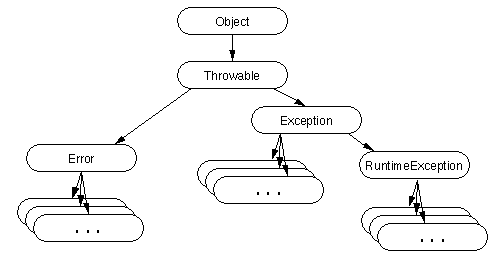 Object
Throwable
Exception
Error
RuntimeException
. . .
. . .
. . .